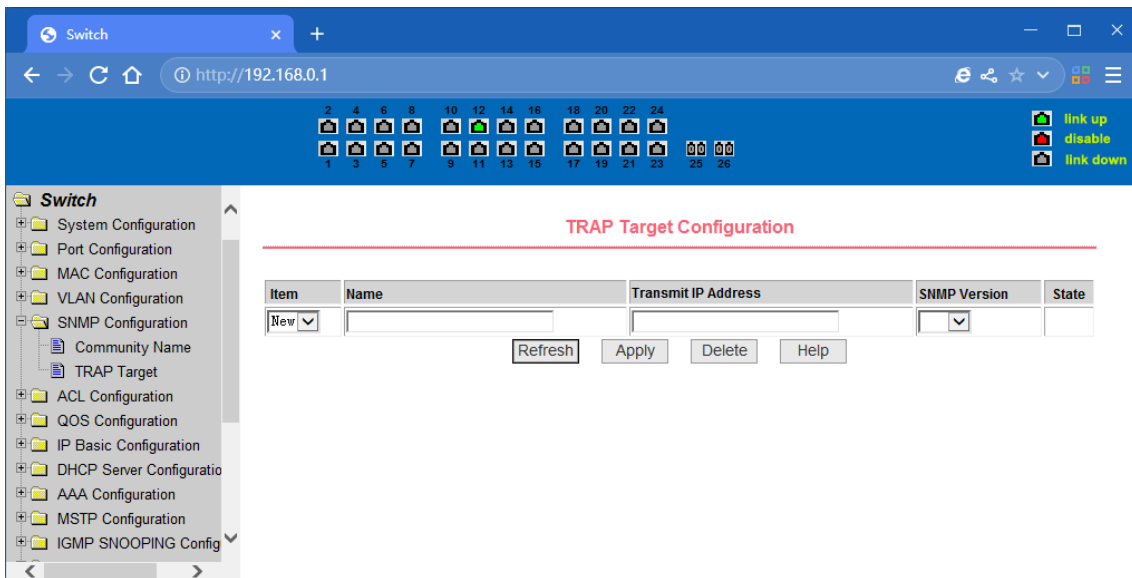 Switch
http://192.168.0.1
2 4 6 8 10 12 14 16 18 20 22 24
1 3 5 7 9 11 13 15 17 19 21 23 25 26
link up
disable
link down
Switch
System Configuration
Port Configuration
MAC Configuration
VLAN Configuration
SNMP Configuration
Community Name
TRAP Target
ACL Configuration
QOS Configuration
IP Basic Configuration
DHCP Server Configuratio
AAA Configuration
MSTP Configuration
IGMP SNOOPING Config
TRAP Target Configuration
Item Name Transmit IP Address SNMP Version State
New
Refresh Apply Delete Help